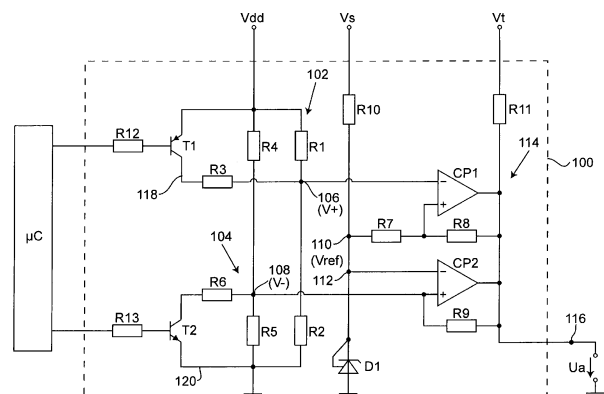 Vdd
Vs
Vt
102
R10
R11
R12
T1
R4
R1
114
100
R3
118
106
(V+)
CP1
µC
R7
R8
110
(Vref)
104
108
(V-)
112
CP2
R6
R13
T2
R5
R2
R9
116
120
D1
Ua